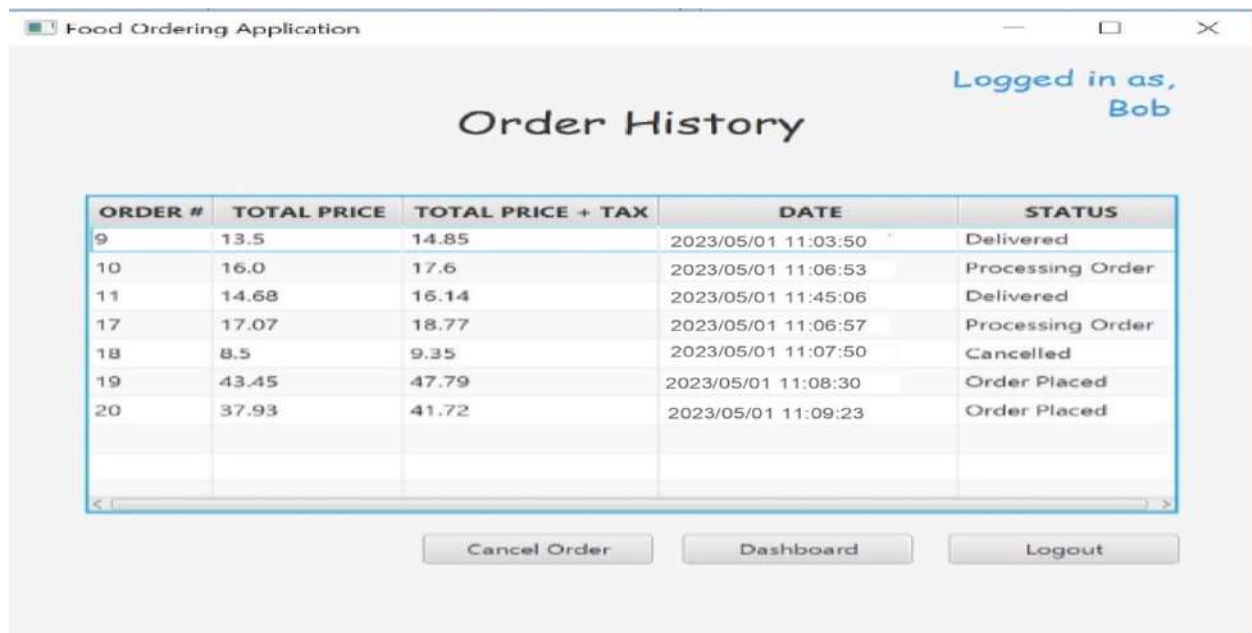 Food Ordering Application
Logged in as,
Bob
Order History
ORDER # TOTAL PRICE TOTAL PRICE + TAX DATE STATUS
9 13.5 14.85 2023/05/01 11:03:50 Delivered
10 16.0 17.6 2023/05/01 11:06:53 Processing Order
11 14.68 16.14 2023/05/01 11:45:06 Delivered
17 17.07 18.77 2023/05/01 11:06:57 Processing Order
18 8.5 9.35 2023/05/01 11:07:50 Cancelled
19 43.45 47.79 2023/05/01 11:08:30 Order Placed
20 37.93 41.72 2023/05/01 11:09:23 Order Placed
Cancel Order Dashboard Logout